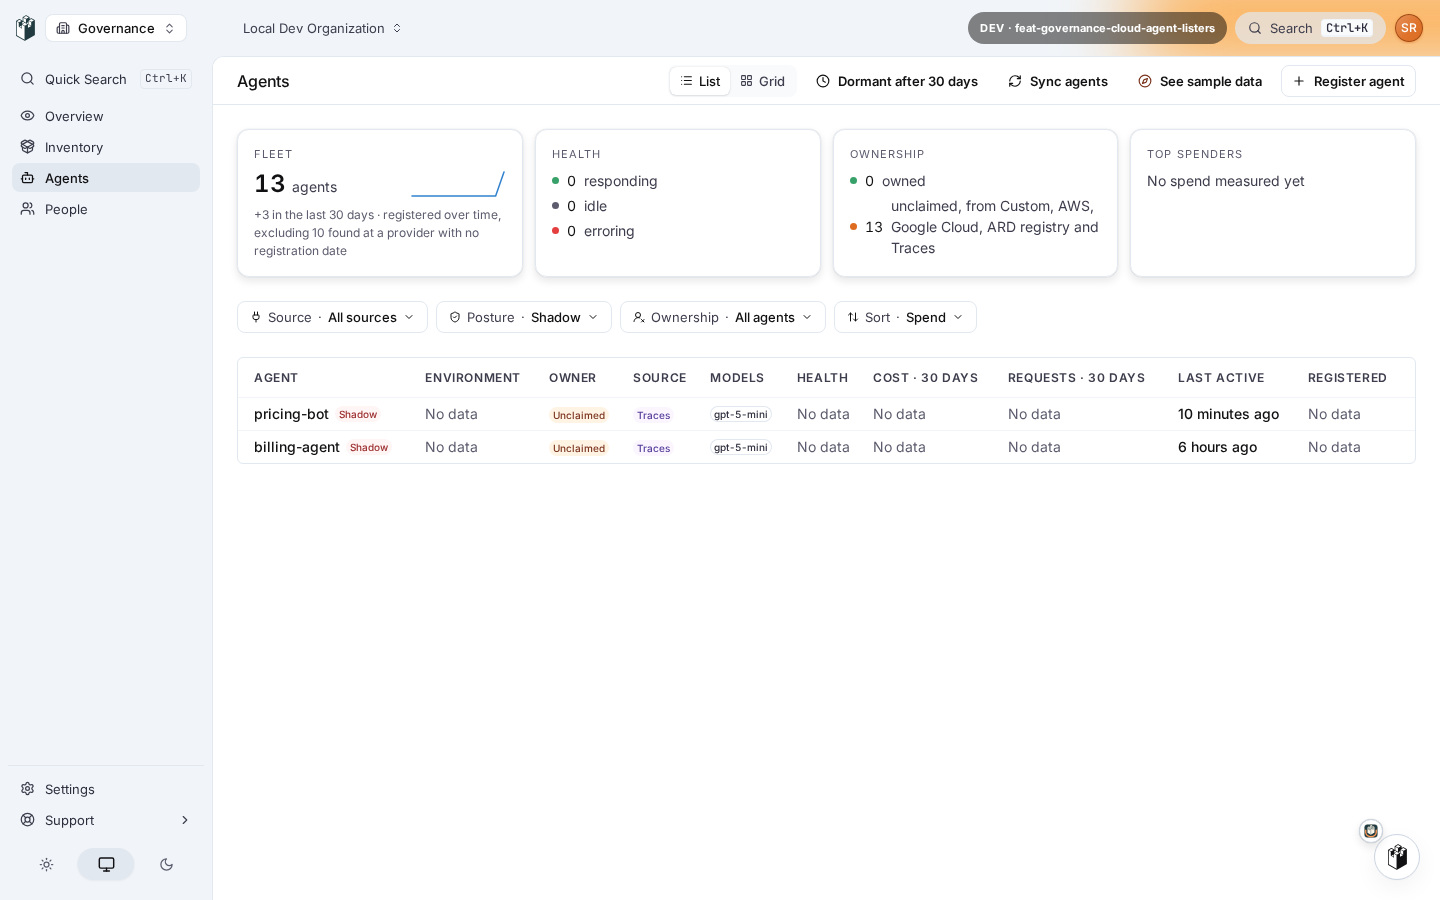 Governance
Local Dev Organization
DEV · feat-governance-cloud-agent-listers
Search Ctrl+K
SR
Quick Search Ctrl+K
Overview
Inventory
Agents
People
Settings
Support
Agents
List
Grid
Dormant after 30 days
Sync agents
See sample data
Register agent
FLEET
13 agents
+3 in the last 30 days · registered over time,
excluding 10 found at a provider with no
registration date
HEALTH
0 responding
0 idle
0 erroring
OWNERSHIP
0 owned
13 unclaimed, from Custom, AWS,
Google Cloud, ARD registry and
Traces
TOP SPENDERS
No spend measured yet
Source · All sources
Posture · Shadow
Ownership · All agents
Sort · Spend
AGENT ENVIRONMENT OWNER SOURCE MODELS HEALTH COST · 30 DAYS REQUESTS · 30 DAYS LAST ACTIVE REGISTERED
pricing-bot Shadow No data Unclaimed Traces gpt-5-mini No data No data No data 10 minutes ago No data
billing-agent Shadow No data Unclaimed Traces gpt-5-mini No data No data No data 6 hours ago No data